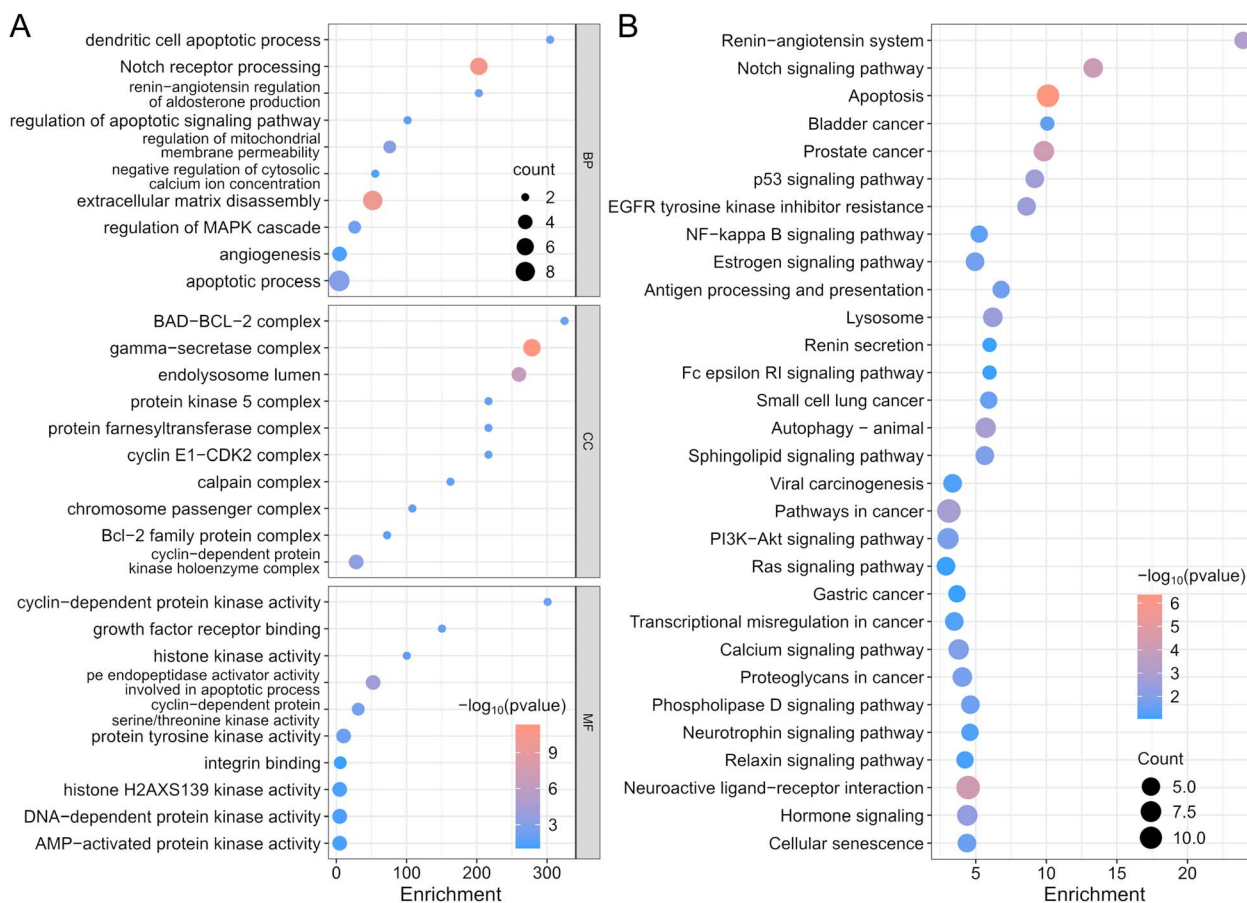 A
dendritic cell apoptotic process
Notch receptor processing
renin−angiotensin regulation
of aldosterone production
regulation of apoptotic signaling pathway
regulation of mitochondrial
membrane permeability
negative regulation of cytosolic
calcium ion concentration
extracellular matrix disassembly
regulation of MAPK cascade
angiogenesis
apoptotic process
count
2
4
6
8
BP
BAD−BCL−2 complex
gamma−secretase complex
endolysosome lumen
protein kinase 5 complex
protein farnesyltransferase complex
cyclin E1−CDK2 complex
calpain complex
chromosome passenger complex
Bcl−2 family protein complex
cyclin−dependent protein
kinase holoenzyme complex
CC
cyclin−dependent protein kinase activity
growth factor receptor binding
histone kinase activity
pe endopeptidase activator activity
involved in apoptotic process
cyclin−dependent protein
serine/threonine kinase activity
protein tyrosine kinase activity
integrin binding
histone H2AXS139 kinase activity
DNA−dependent protein kinase activity
AMP−activated protein kinase activity
−log₁₀(pvalue)
9
6
3
MF
0 100 200 300
Enrichment
B
Renin−angiotensin system
Notch signaling pathway
Apoptosis
Bladder cancer
Prostate cancer
p53 signaling pathway
EGFR tyrosine kinase inhibitor resistance
NF−kappa B signaling pathway
Estrogen signaling pathway
Antigen processing and presentation
Lysosome
Renin secretion
Fc epsilon RI signaling pathway
Small cell lung cancer
Autophagy − animal
Sphingolipid signaling pathway
Viral carcinogenesis
Pathways in cancer
PI3K−Akt signaling pathway
Ras signaling pathway
Gastric cancer
Transcriptional misregulation in cancer
Calcium signaling pathway
Proteoglycans in cancer
Phospholipase D signaling pathway
Neurotrophin signaling pathway
Relaxin signaling pathway
Neuroactive ligand−receptor interaction
Hormone signaling
Cellular senescence
−log₁₀(pvalue)
6
5
4
3
2
Count
5.0
7.5
10.0
5 10 15 20
Enrichment